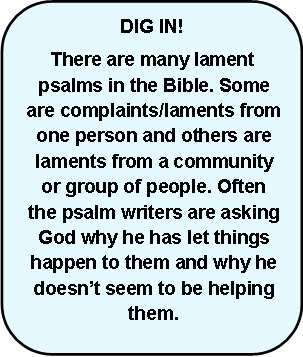 DIG IN!
There are many lament
psalms in the Bible. Some
are complaints/laments from
one person and others are
laments from a community
or group of people. Often
the psalm writers are asking
God why he has let things
happen to them and why he
doesn’t seem to be helping
them.